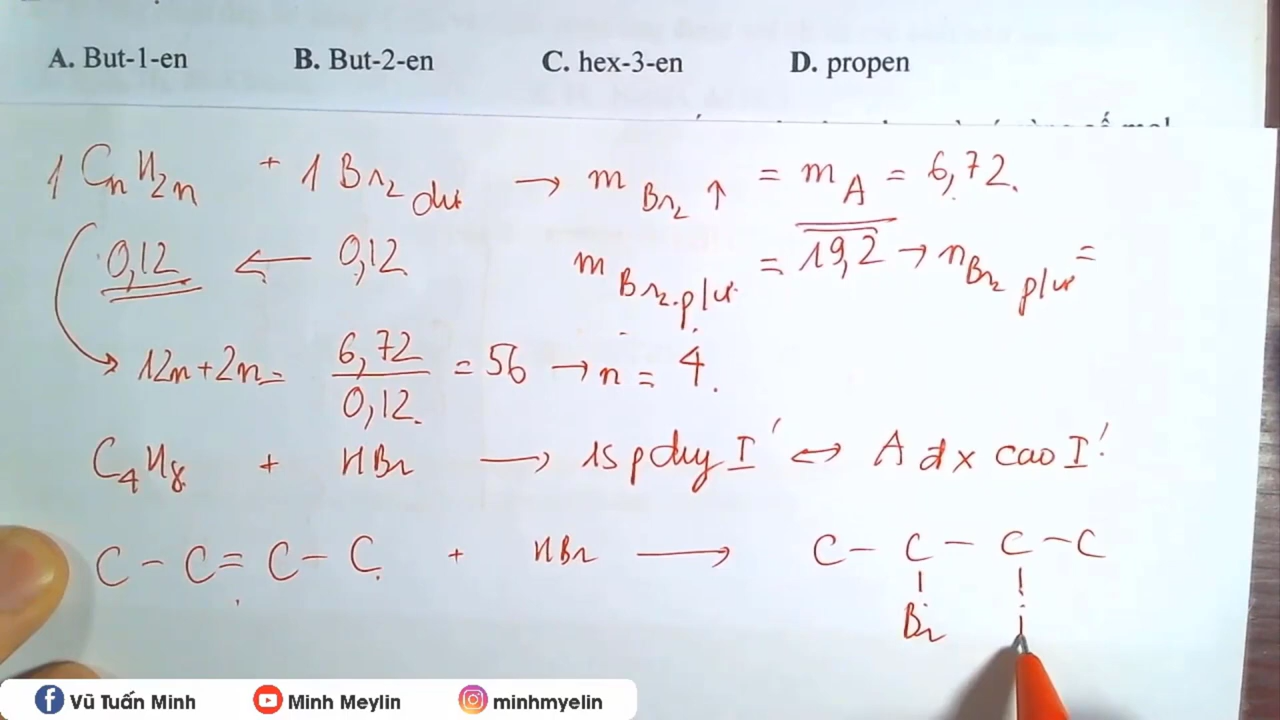 A. But-1-en B. But-2-en C. hex-3-en D. propen
1 CnH2n + 1 Br2 dư → m Br2 ↑ = mA = 6,72.
0,12 ← 0,12 m Br2 p/ư = 19,2 → n Br2 p/ư =
→ 12n+2n = 6,72 / 0,12 = 56 → n = 4.
C4H8 + HBr → 1sp duy I' ↔ A đx cao I'
C - C = C - C + HBr → C - C - C - C
Br
Vũ Tuấn Minh Minh Meylin minhmyelin